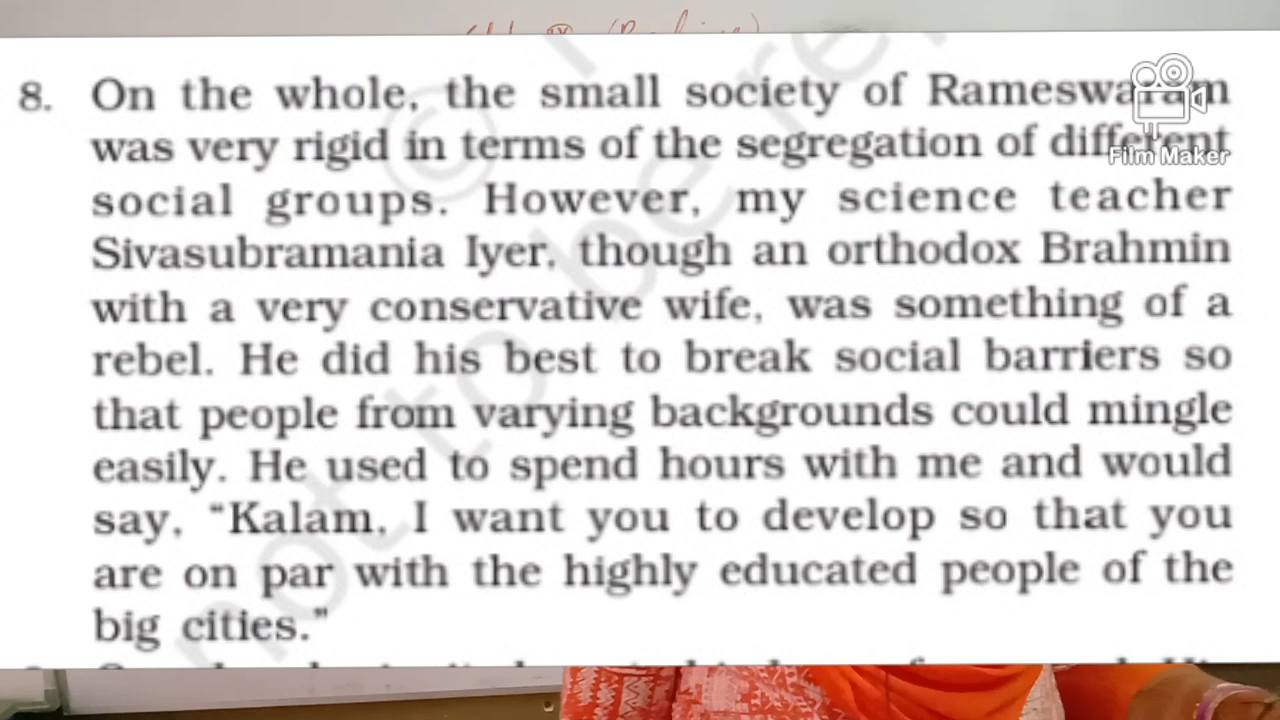 8. On the whole, the small society of Rameswaram
was very rigid in terms of the segregation of different
social groups. However, my science teacher
Sivasubramania Iyer, though an orthodox Brahmin
with a very conservative wife, was something of a
rebel. He did his best to break social barriers so
that people from varying backgrounds could mingle
easily. He used to spend hours with me and would
say, “Kalam, I want you to develop so that you
are on par with the highly educated people of the
big cities.”
Film Maker
© 
not to be re